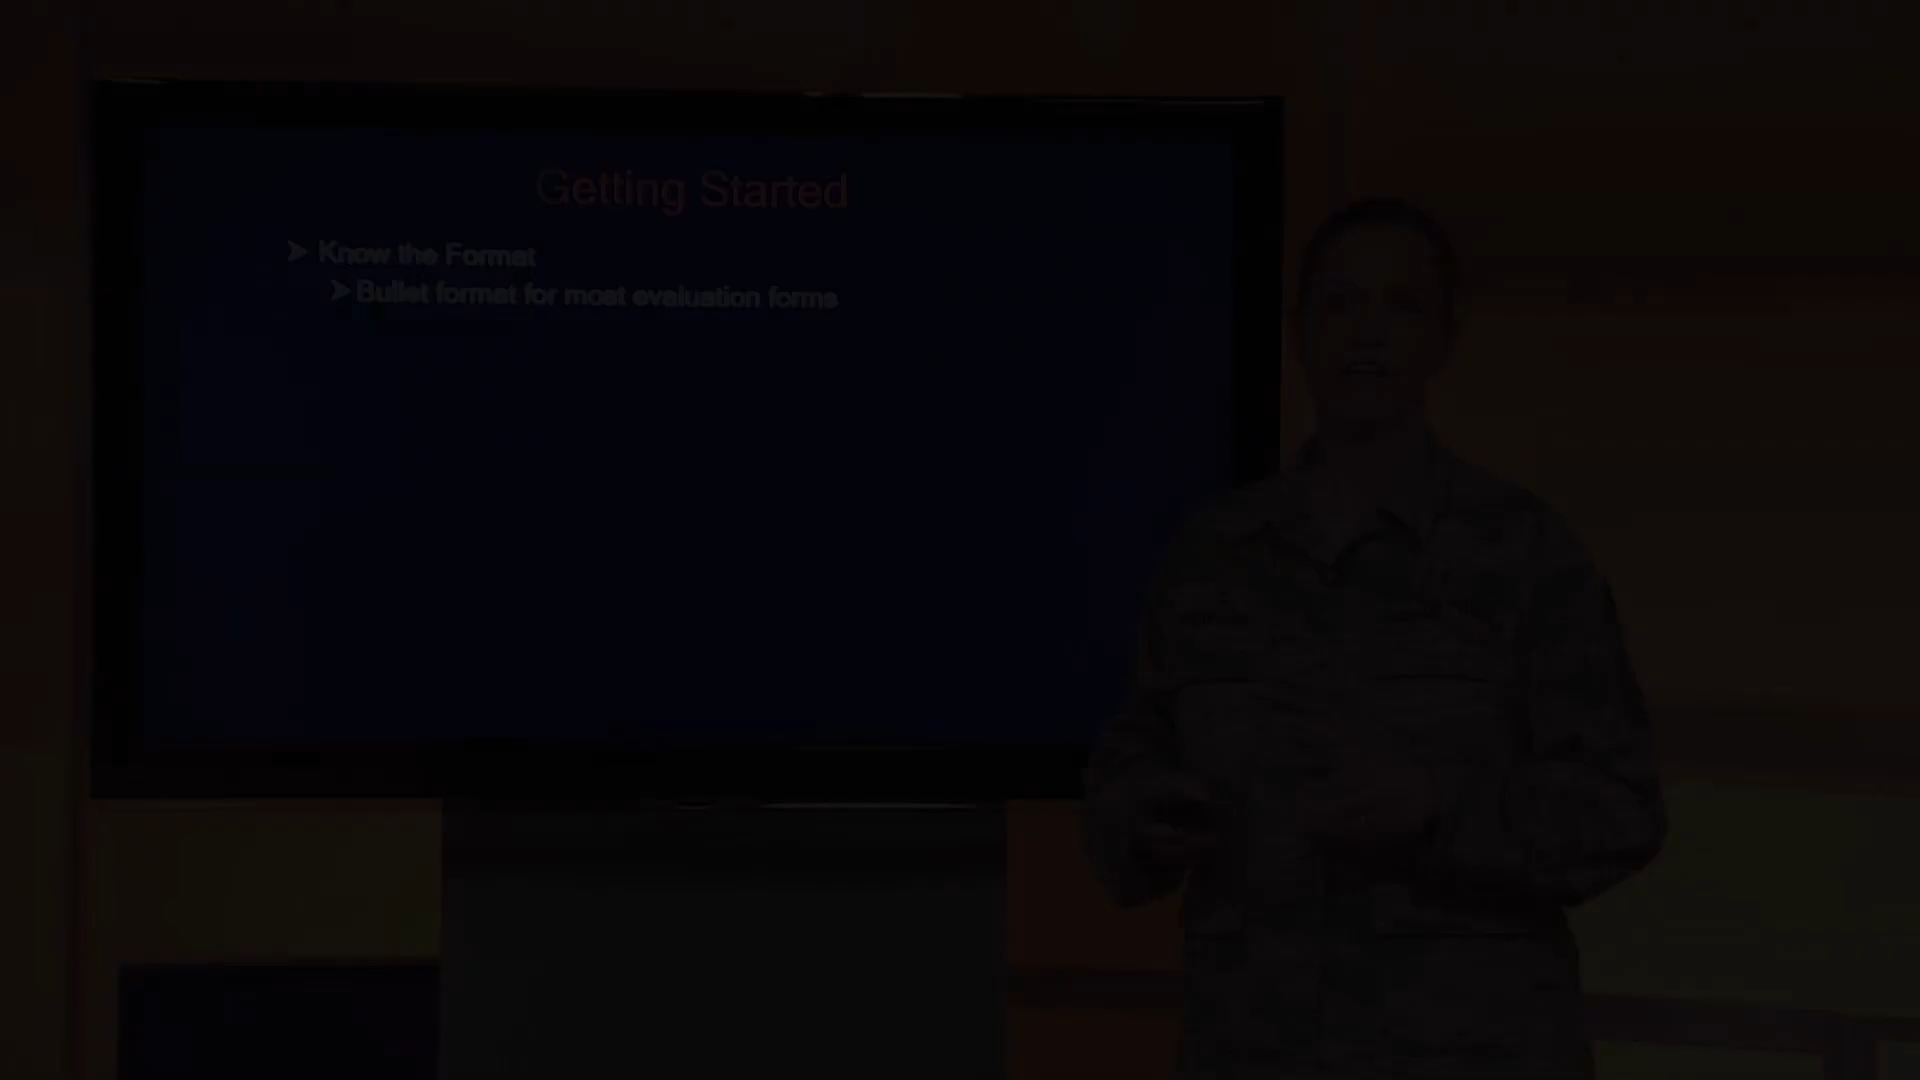 Getting Started
➤ Know the Format
➤ Bullet format for most evaluation forms